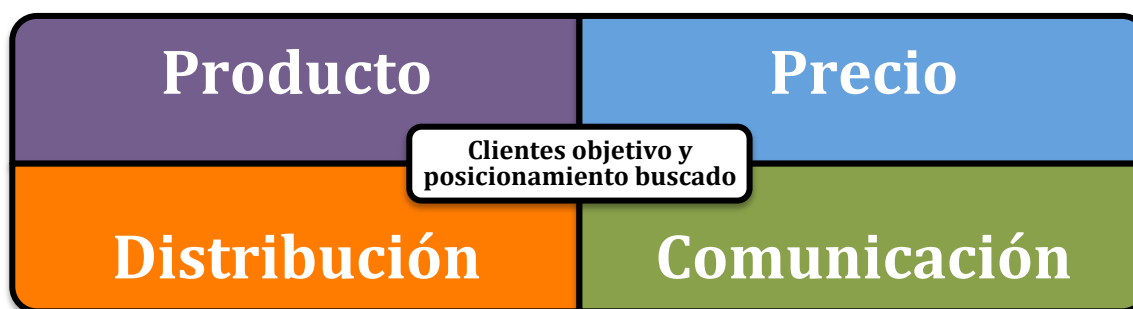 Producto
Precio
Clientes objetivo y
posicionamiento buscado
Distribución
Comunicación